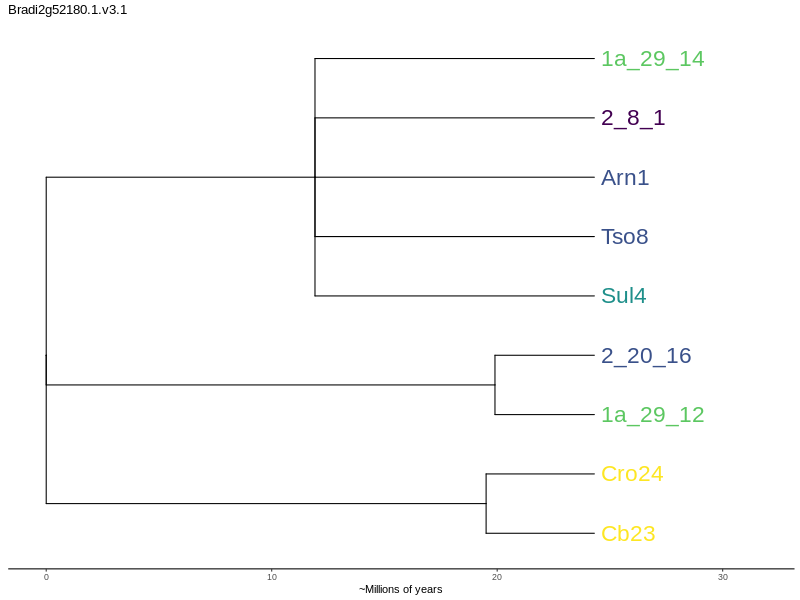 Bradi2g52180.1.v3.1
1a_29_14
2_8_1
Arn1
Tso8
Sul4
2_20_16
1a_29_12
Cro24
Cb23
0 10 20 30
~Millions of years